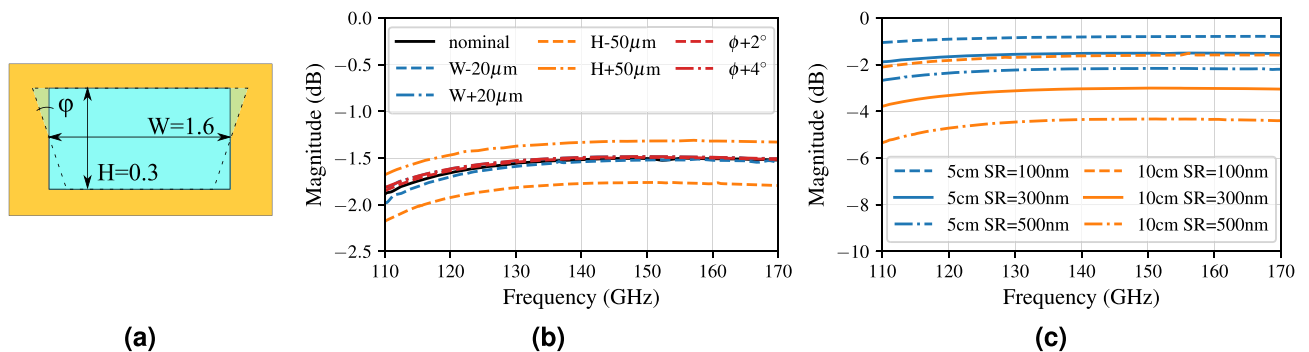 φ
W=1.6
H=0.3
(a)
Magnitude (dB)
0.0
−0.5
−1.0
−1.5
−2.0
−2.5
nominal
W-20μm
W+20μm
H-50μm
H+50μm
ϕ+2°
ϕ+4°
110 120 130 140 150 160 170
Frequency (GHz)
(b)
Magnitude (dB)
0
−2
−4
−6
−8
−10
5cm SR=100nm
5cm SR=300nm
5cm SR=500nm
10cm SR=100nm
10cm SR=300nm
10cm SR=500nm
110 120 130 140 150 160 170
Frequency (GHz)
(c)